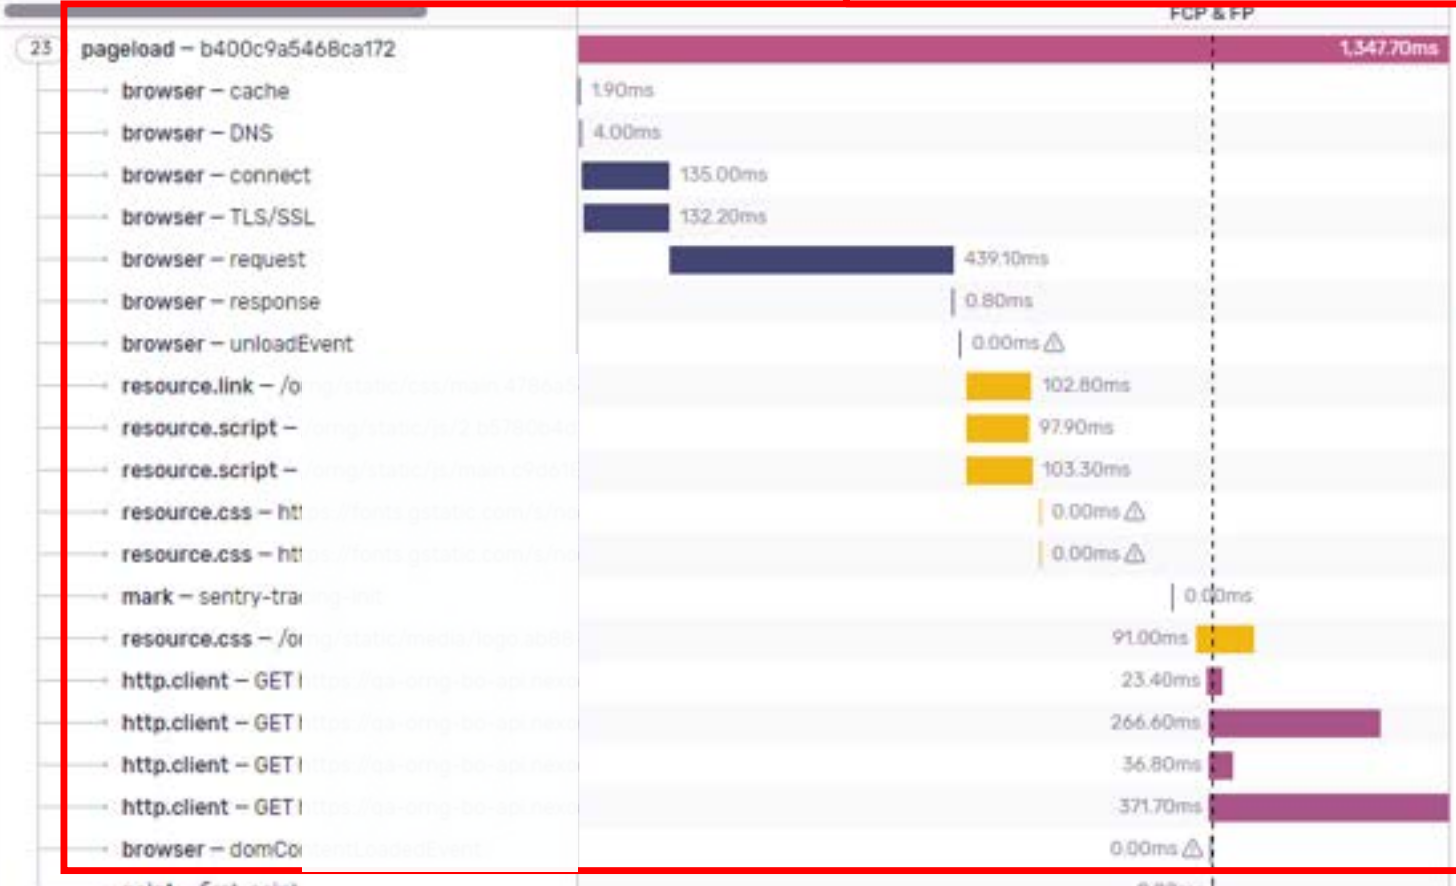 FCP & FP
23 pageload – b400c9a5468ca172 1,347.70ms
browser – cache 1.90ms
browser – DNS 4.00ms
browser – connect 135.00ms
browser – TLS/SSL 132.20ms
browser – request 439.10ms
browser – response 0.80ms
browser – unloadEvent 0.00ms
resource.link – /o 102.80ms
resource.script – 97.90ms
resource.script – 103.30ms
resource.css – ht 0.00ms
resource.css – ht 0.00ms
mark – sentry-tracing-init 0.00ms
resource.css – /o 91.00ms
http.client – GET 23.40ms
http.client – GET 266.60ms
http.client – GET 36.80ms
http.client – GET 371.70ms
browser – domContentLoadedEvent 0.00ms